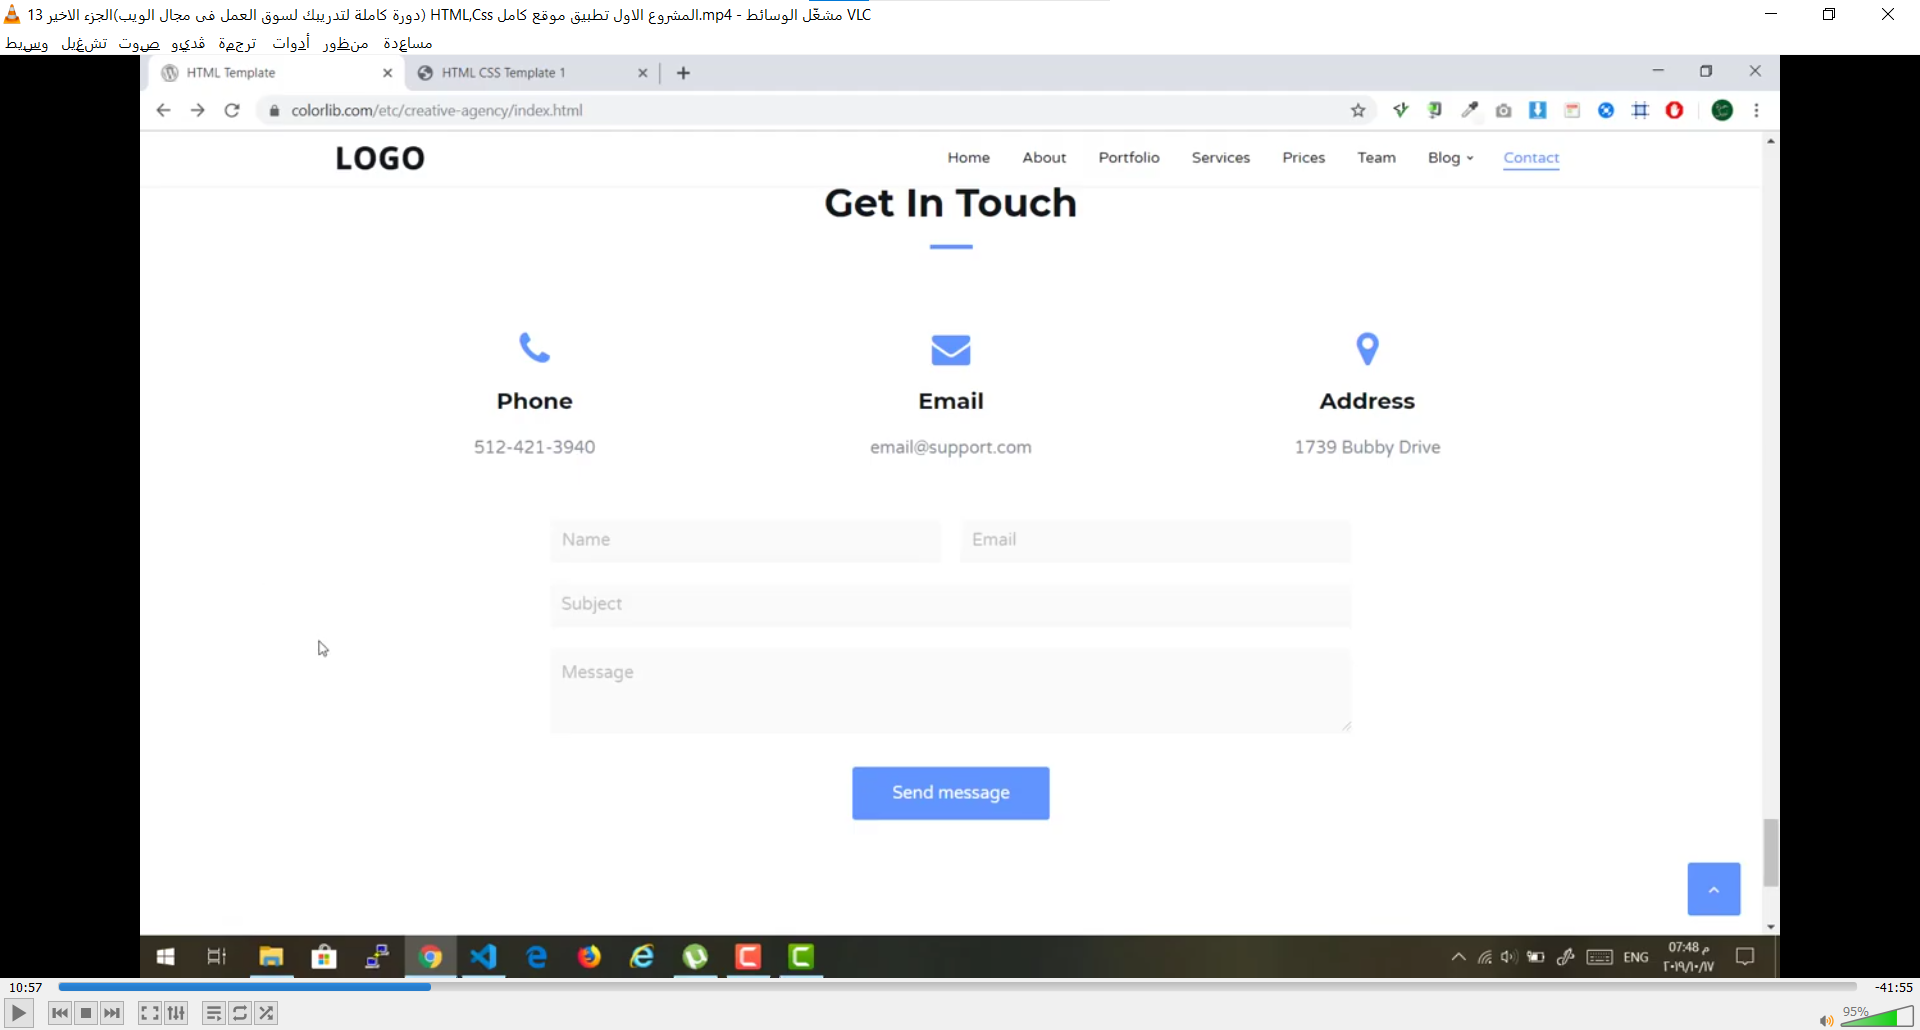 13 المشروع الاول تطبيق موقع كامل HTML,Css (دورة كاملة لتدريبك لسوق العمل فى مجال الويب)الجزء الاخير.mp4 - مشغّل الوسائط VLC
وسيط تشغيل صوت ڤديو ترجمة أدوات منظور مساعدة
HTML Template
HTML CSS Template 1
colorlib.com/etc/creative-agency/index.html
LOGO
Home About Portfolio Services Prices Team Blog Contact
Get In Touch
Phone Email Address
512-421-3940 email@support.com 1739 Bubby Drive
Name Email
Subject
Message
Send message
ENG
07:48 م
٢٠١٩/١٠/١٧
10:57
-41:55
95%